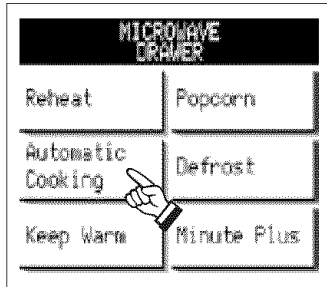 MICROWAVE
DRAWER
Reheat
Popcorn
Automatic
Cooking
Defrost
Keep Warm
Minute Plus